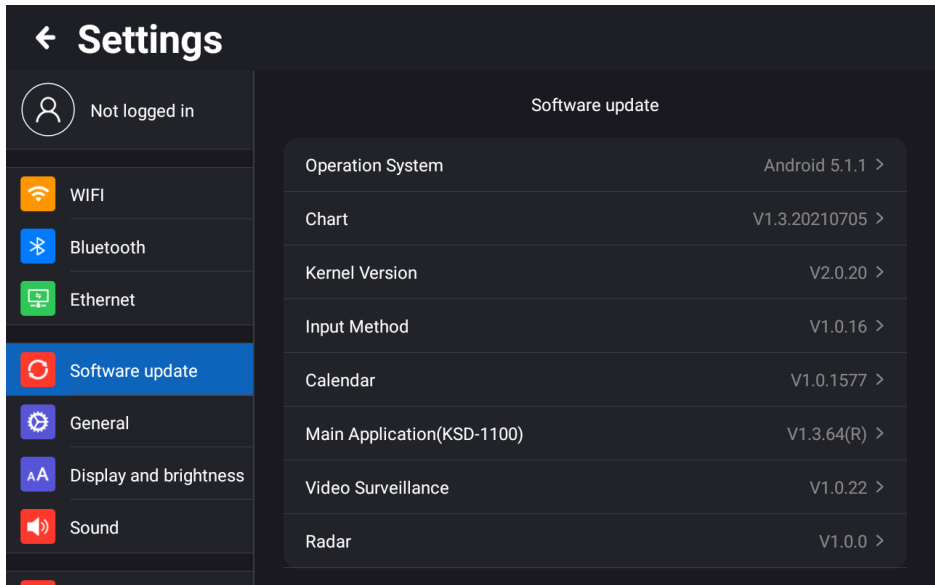 Settings
Not logged in
WIFI
Bluetooth
Ethernet
Software update
General
AA Display and brightness
Sound
Software update
Operation System Android 5.1.1 >
Chart V1.3.20210705 >
Kernel Version V2.0.20 >
Input Method V1.0.16 >
Calendar V1.0.1577 >
Main Application(KSD-1100) V1.3.64(R) >
Video Surveillance V1.0.22 >
Radar V1.0.0 >